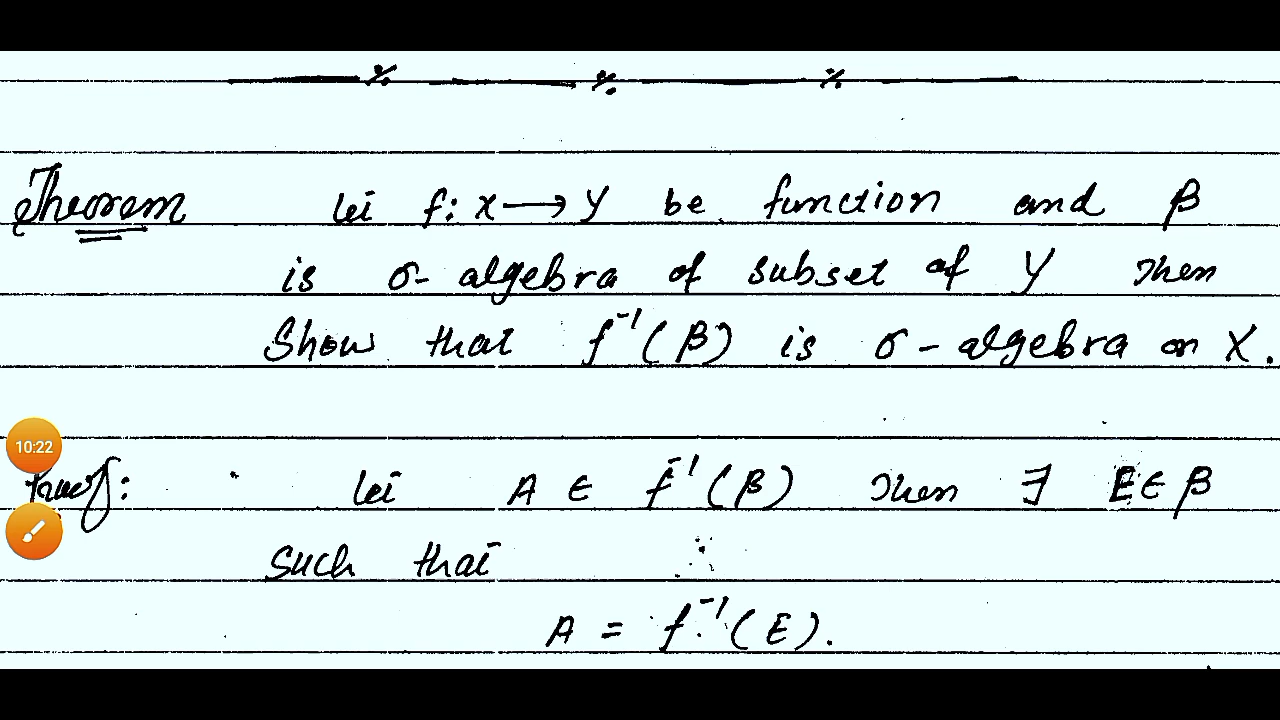 Theorem Let f: X → Y be function and β
is σ-algebra of subset of Y Then
Show that f⁻¹(β) is σ-algebra on X.
10:22
Proof: Let A ∈ f⁻¹(β) Then ∃ E ∈ β
Such that
A = f⁻¹(E).